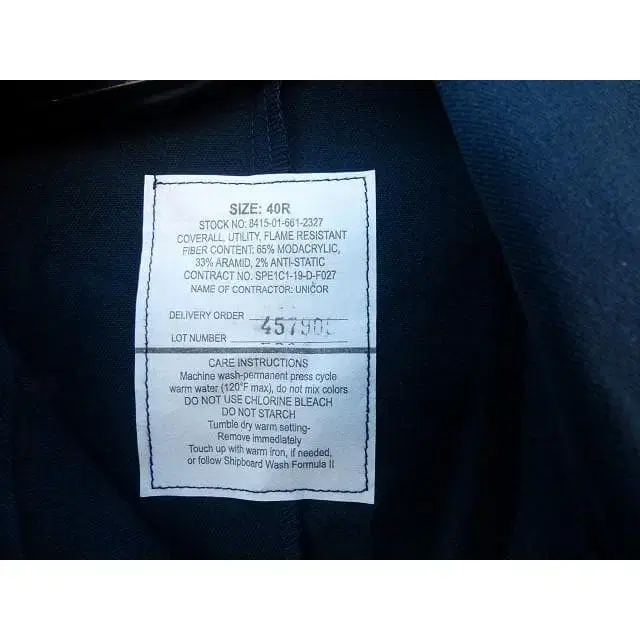 SIZE: 40R
STOCK NO: 8415-01-661-2327
COVERALL, UTILITY, FLAME RESISTANT
FIBER CONTENT: 65% MODACRYLIC,
33% ARAMID, 2% ANTI-STATIC
CONTRACT NO. SPE1C1-19-D-F027
NAME OF CONTRACTOR: UNICOR
DELIVERY ORDER
LOT NUMBER
CARE INSTRUCTIONS
Machine wash-permanent press cycle
warm water (120°F max), do not mix colors
DO NOT USE CHLORINE BLEACH
DO NOT STARCH
Tumble dry warm setting-
Remove immediately
Touch up with warm iron, if needed,
or follow Shipboard Wash Formula II